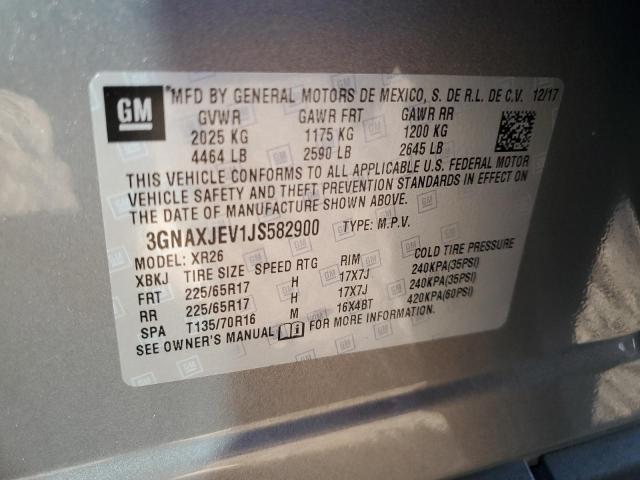 GM
*MFD BY GENERAL MOTORS DE MEXICO, S. DE R.L. DE C.V. 12/17
GVWR GAWR FRT GAWR RR
2025 KG 1175 KG 1200 KG
4464 LB 2590 LB 2645 LB
THIS VEHICLE CONFORMS TO ALL APPLICABLE U.S. FEDERAL MOTOR
VEHICLE SAFETY AND THEFT PREVENTION STANDARDS IN EFFECT ON
THE DATE OF MANUFACTURE SHOWN ABOVE.
3GNAXJEV1JS582900 TYPE: M.P.V.
MODEL: XR26
XBKJ TIRE SIZE SPEED RTG RIM COLD TIRE PRESSURE
FRT 225/65R17 H 17X7J 240KPA(35PSI)
RR 225/65R17 H 17X7J 240KPA(35PSI)
SPA T135/70R16 M 16X4BT 420KPA(60PSI)
SEE OWNER'S MANUAL FOR MORE INFORMATION.